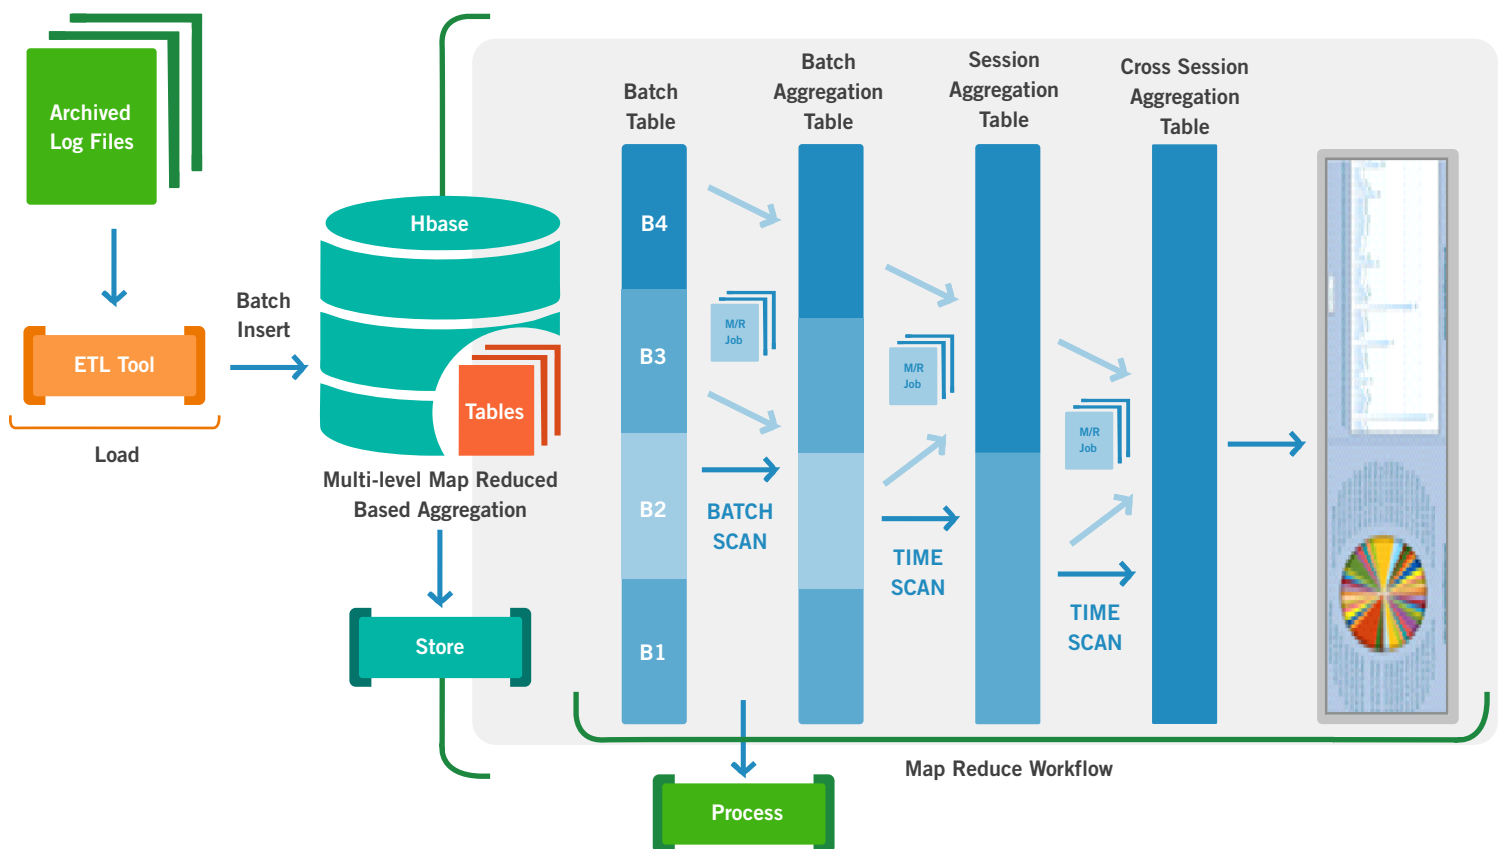 Archived
Log Files
ETL Tool
Load
Batch
Insert
Hbase
Tables
Multi-level Map Reduced
Based Aggregation
Store
Batch
Table
B4
B3
B2
B1
M/R
Job
BATCH
SCAN
Batch
Aggregation
Table
M/R
Job
TIME
SCAN
Session
Aggregation
Table
M/R
Job
TIME
SCAN
Cross Session
Aggregation
Table
Map Reduce Workflow
Process